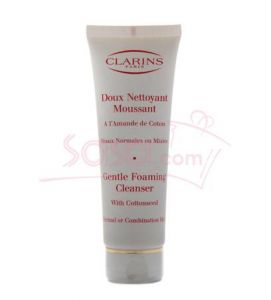 CLARINS
PARIS
Doux Nettoyant
Moussant
A l'Amande de Coton
Peaux Normales ou Mixtes
Gentle Foaming
Cleanser
With Cottonseed
Normal or Combination